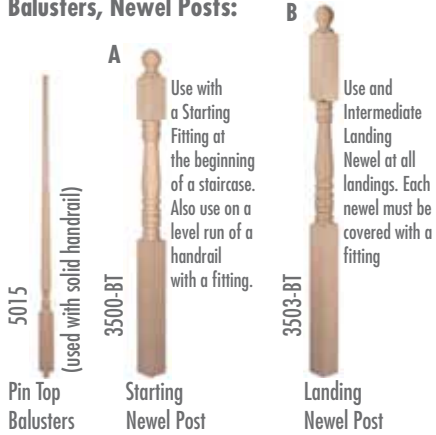 Balusters, Newel Posts:
5015
(used with solid handrail)
Pin Top
Balusters
A
3500-BT
Use with
a Starting
Fitting at
the beginning
of a staircase.
Also use on a
level run of a
handrail
with a fitting.
Starting
Newel Post
B
3503-BT
Use and
Intermediate
Landing
Newel at all
landings. Each
newel must be
covered with a
fitting
Landing
Newel Post